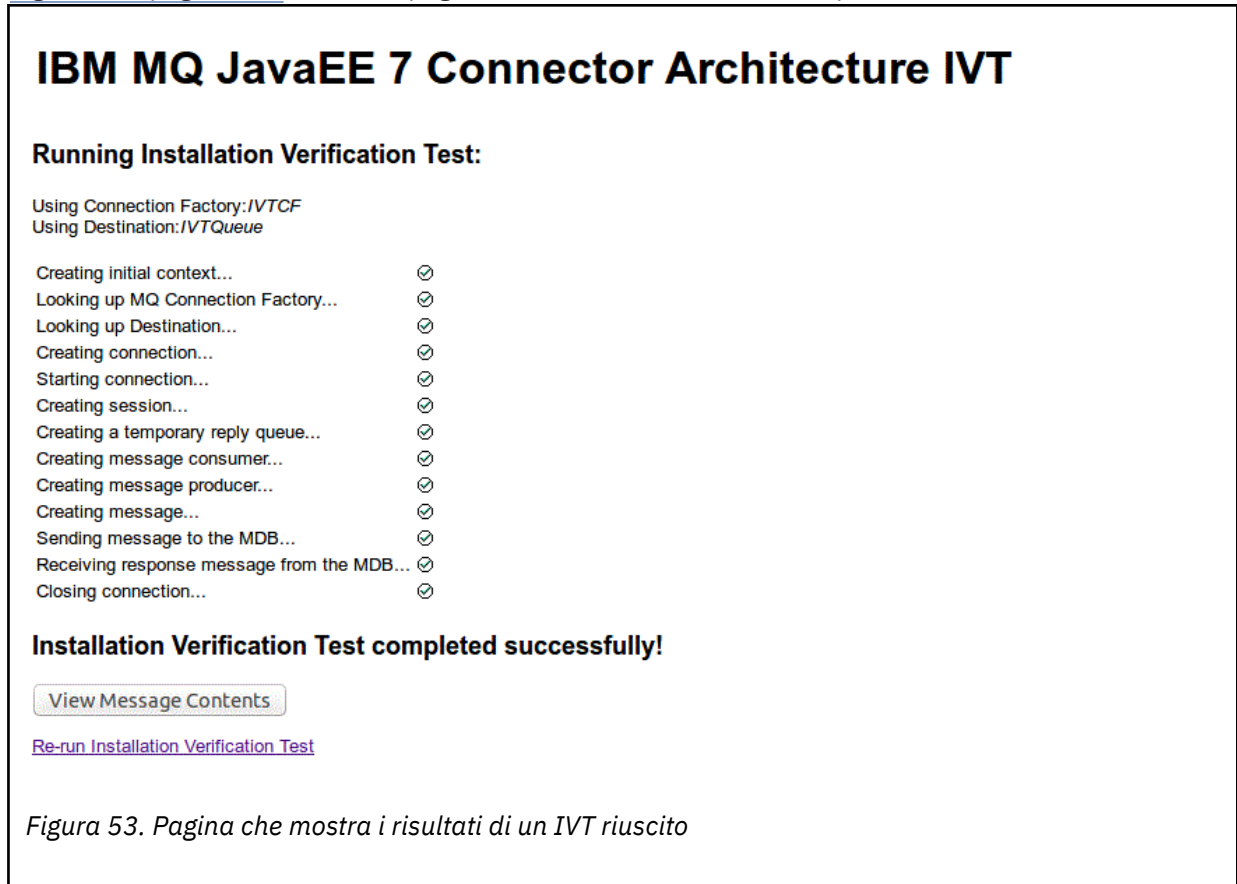 IBM MQ JavaEE 7 Connector Architecture IVT
Running Installation Verification Test:
Using Connection Factory:IVTCF
Using Destination:IVTQueue
Creating initial context...
Looking up MQ Connection Factory...
Looking up Destination...
Creating connection...
Starting connection...
Creating session...
Creating a temporary reply queue...
Creating message consumer...
Creating message producer...
Creating message...
Sending message to the MDB...
Receiving response message from the MDB...
Closing connection...
Installation Verification Test completed successfully!
View Message Contents
Re-run Installation Verification Test
Figura 53. Pagina che mostra i risultati di un IVT riuscito